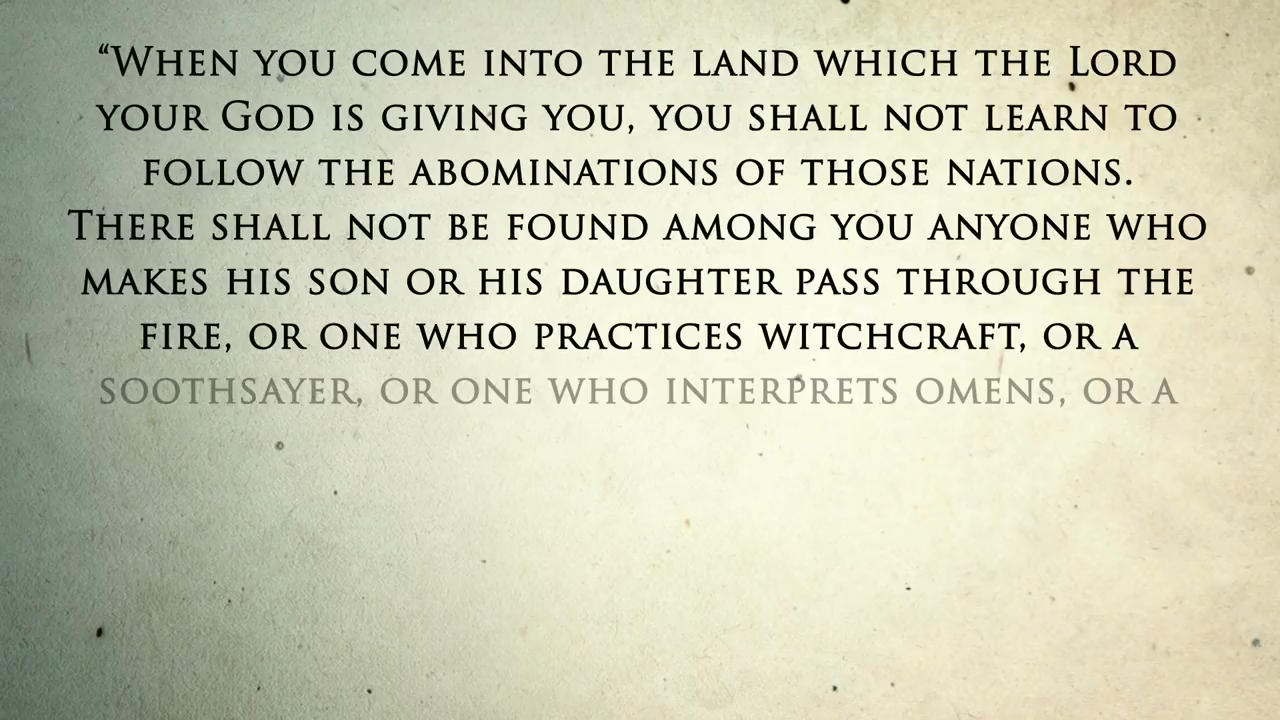 “When you come into the land which the Lord
your God is giving you, you shall not learn to
follow the abominations of those nations.
There shall not be found among you anyone who
makes his son or his daughter pass through the
fire, or one who practices witchcraft, or a
soothsayer, or one who interprets omens, or a